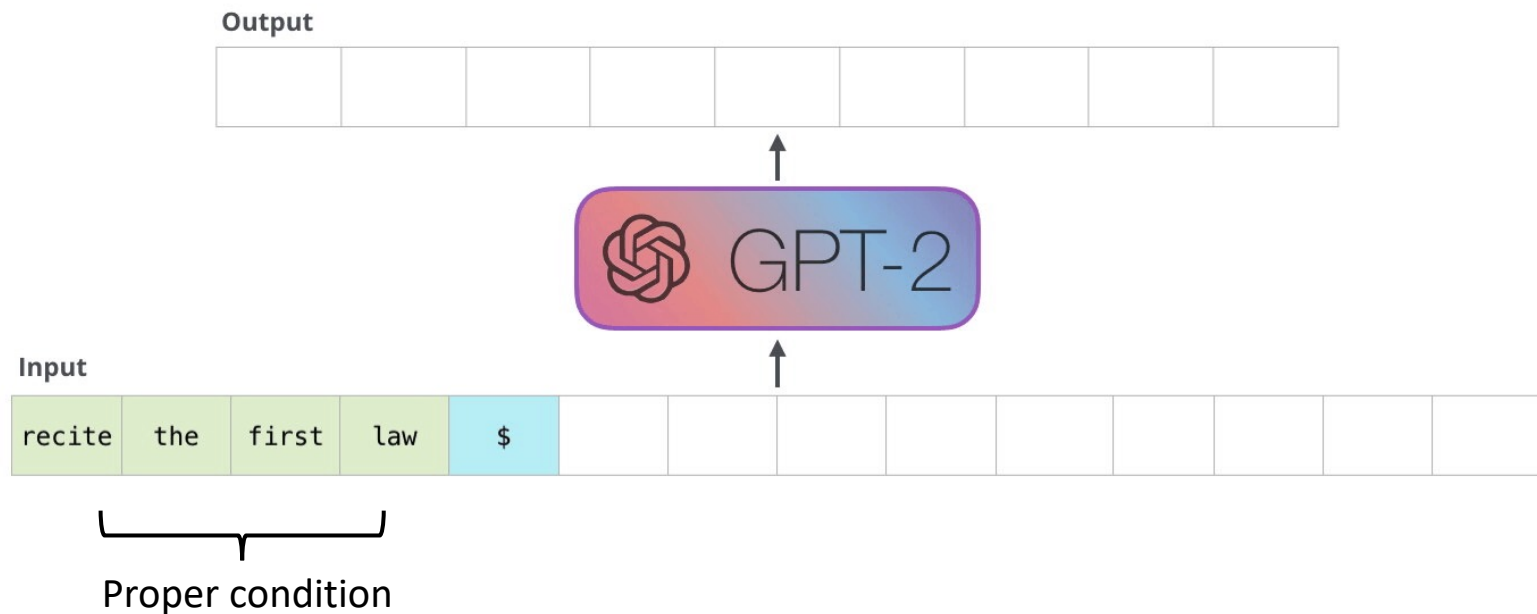 Output
GPT-2
Input
recite the first law $
Proper condition